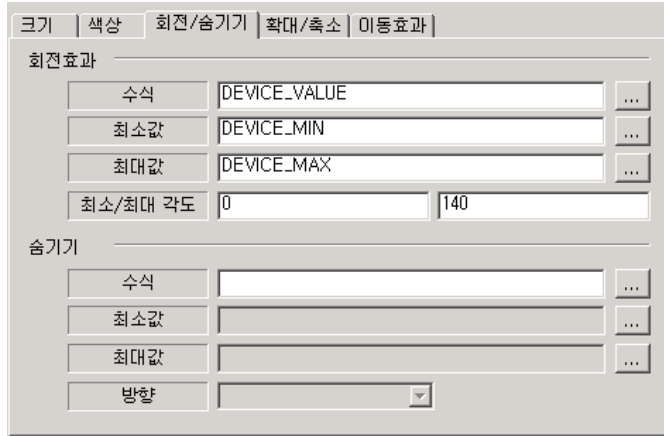 크기 색상 회전/숨기기 확대/축소 이동효과
회전효과
수식 DEVICE_VALUE ...
최소값 DEVICE_MIN ...
최대값 DEVICE_MAX ...
최소/최대 각도 0 140
숨기기
수식 ...
최소값 ...
최대값 ...
방향